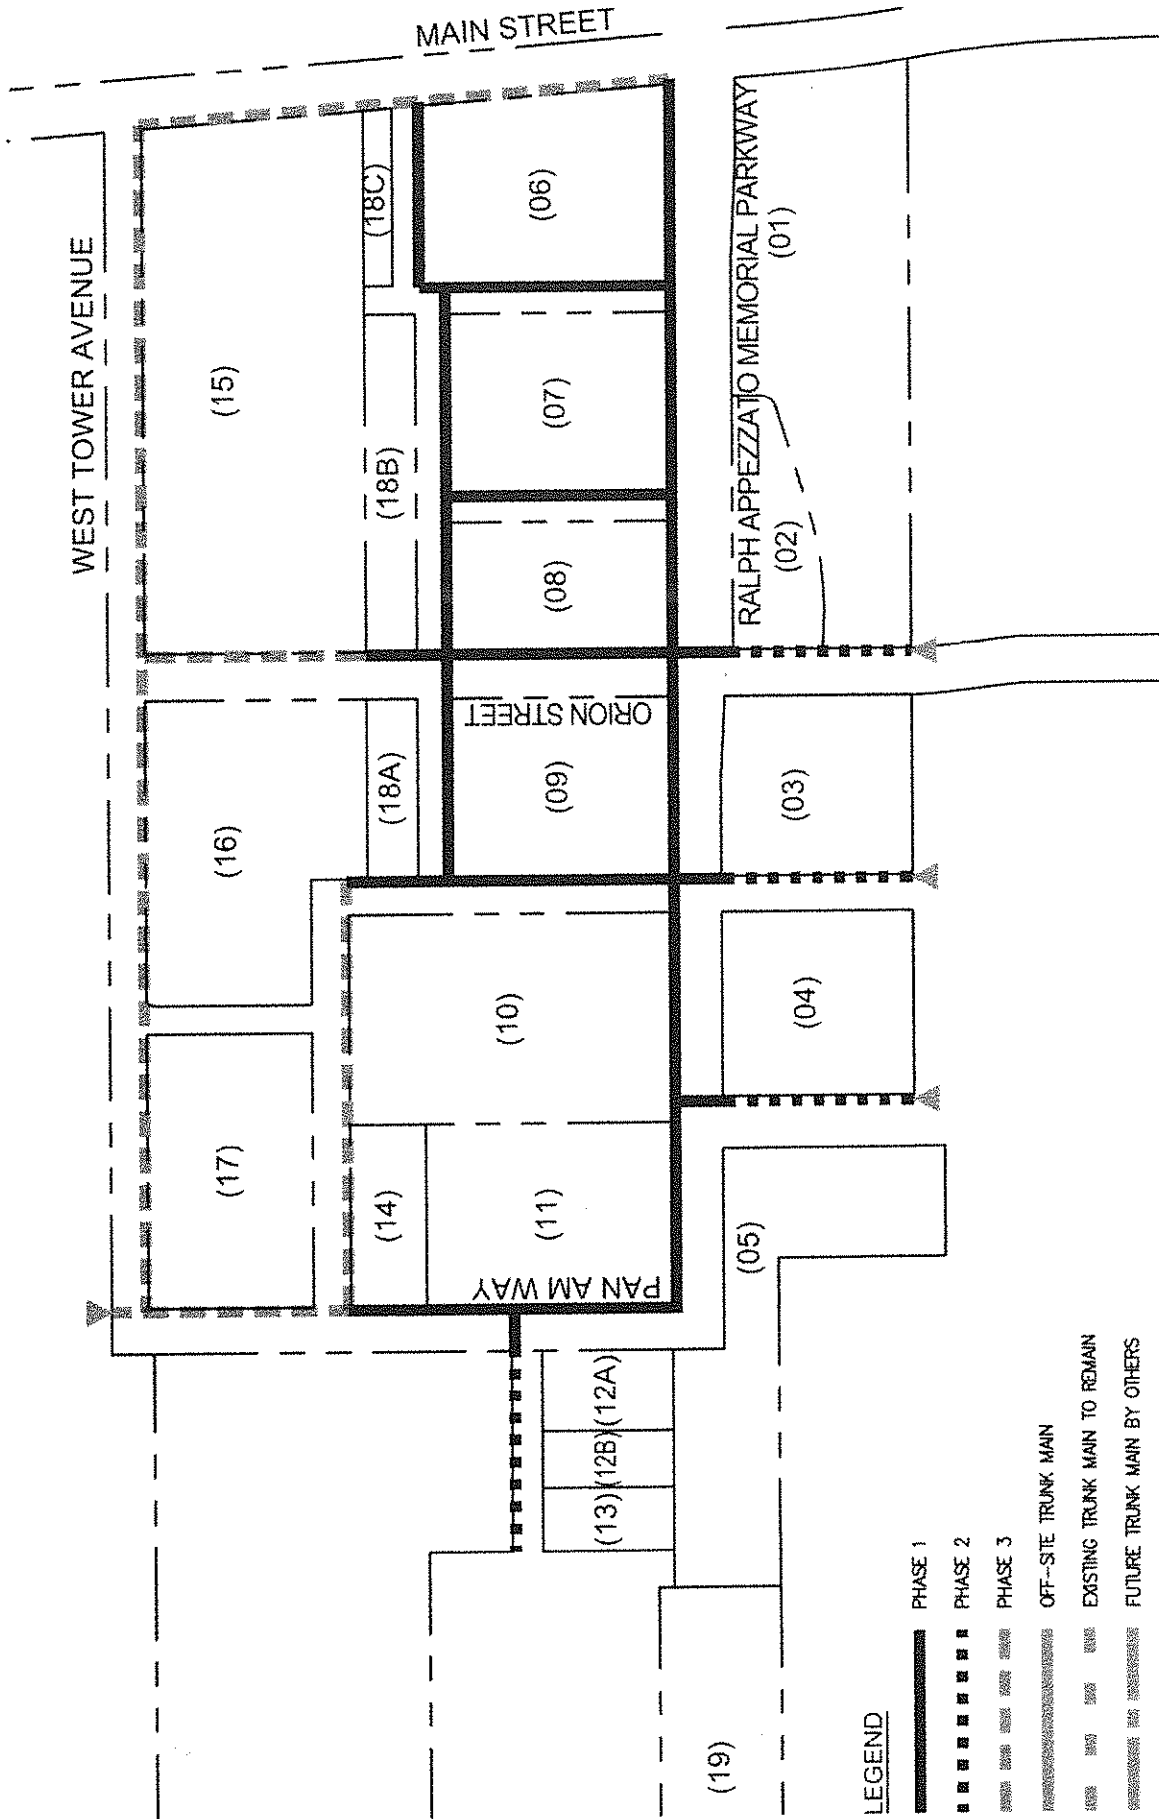 MAIN STREET
WEST TOWER AVENUE
(15)
(18C)
(06)
RALPH APPEZZATO MEMORIAL PARKWAY
(01)
(18B)
(07)
(08)
(02)
(16)
(18A)
ORION STREET
(09)
(03)
(10)
(04)
(17)
(14)
(11)
PAN AM WAY
(05)
(12A)
(12B)
(13)
(19)
LEGEND
PHASE 1
PHASE 2
PHASE 3
OFF-SITE TRUNK MAIN
EXISTING TRUNK MAIN TO REMAIN
FUTURE TRUNK MAIN BY OTHERS